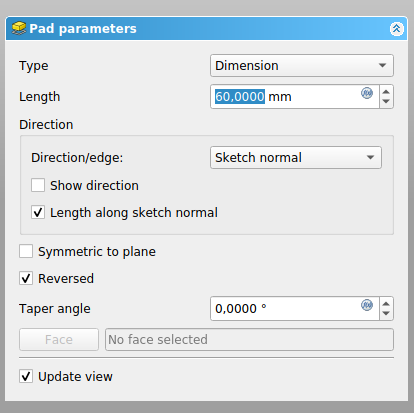 Pad parameters
Type Dimension
Length 60,0000 mm
Direction
Direction/edge: Sketch normal
Show direction
Length along sketch normal
Symmetric to plane
Reversed
Taper angle 0,0000 °
Face No face selected
Update view